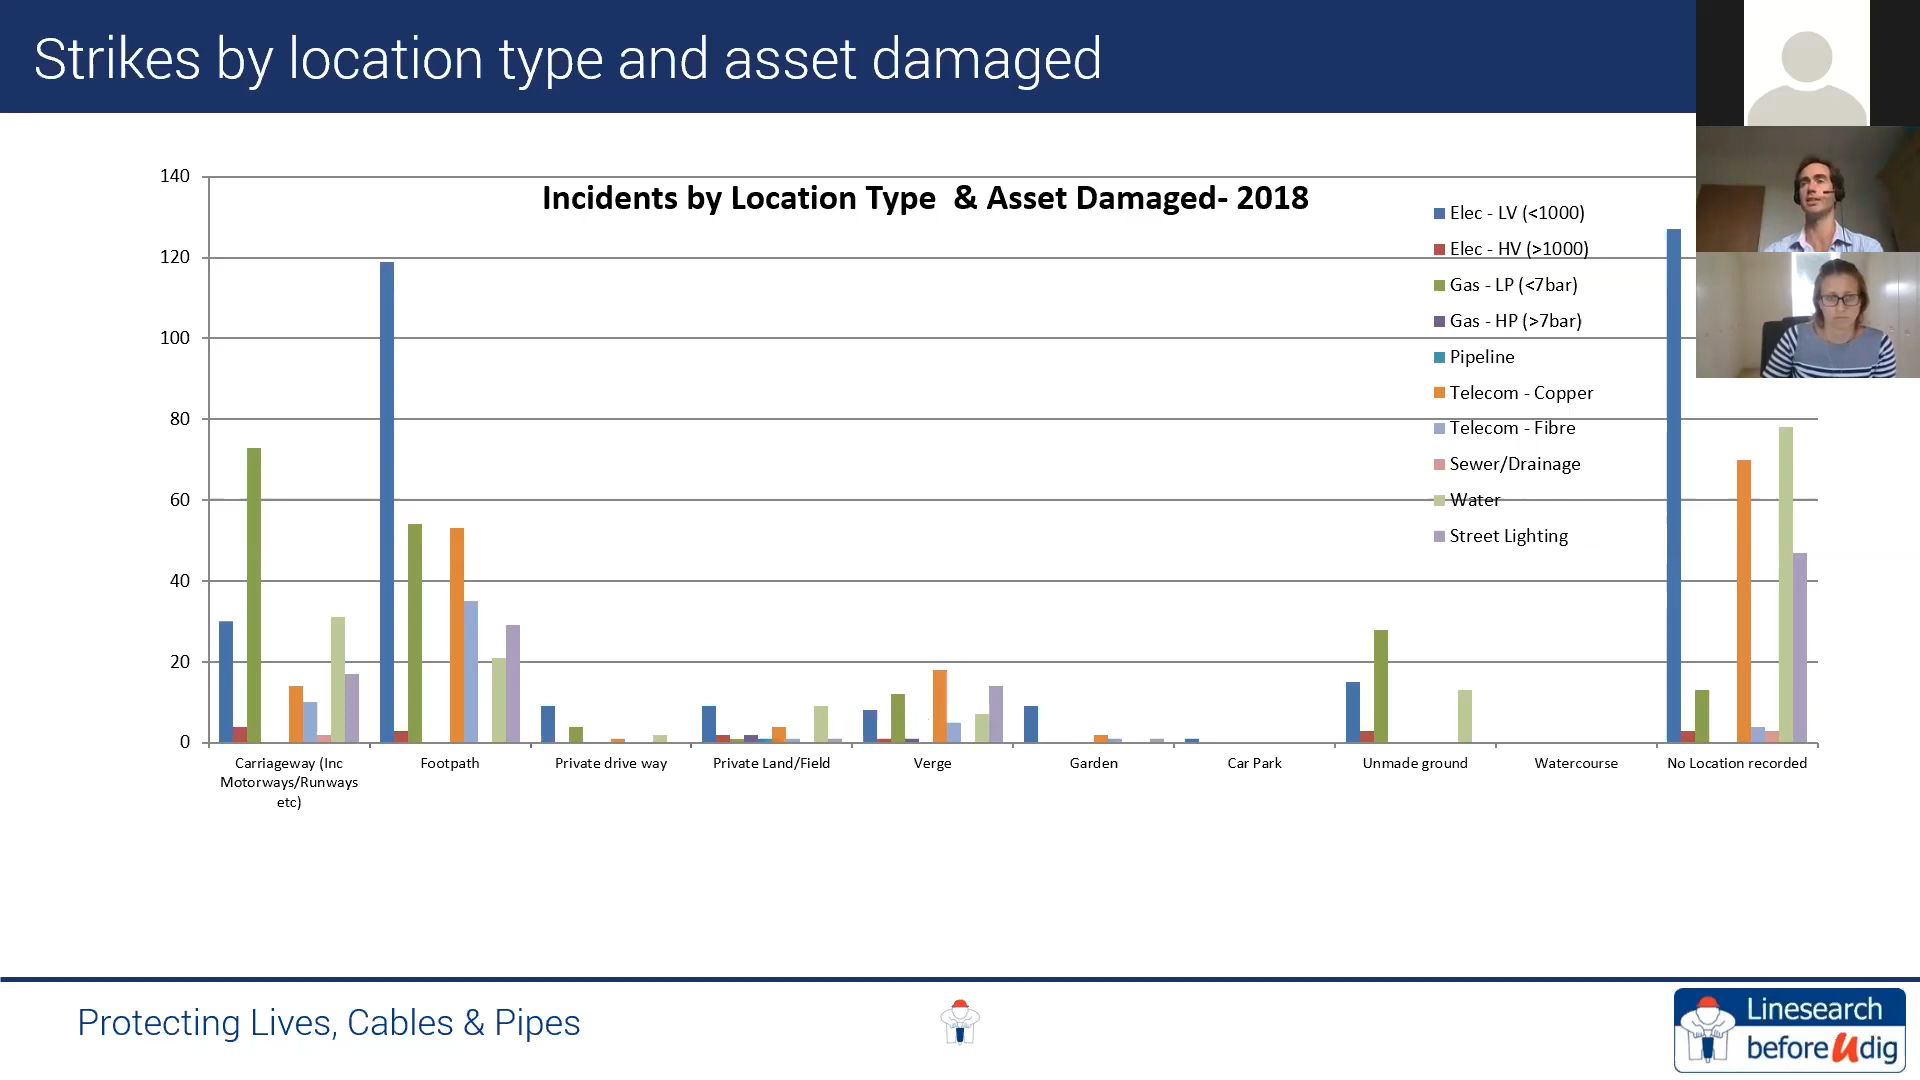 Strikes by location type and asset damaged
Incidents by Location Type & Asset Damaged- 2018
140
120
100
80
60
40
20
0
Elec - LV (<1000)
Elec - HV (>1000)
Gas - LP (<7bar)
Gas - HP (>7bar)
Pipeline
Telecom - Copper
Telecom - Fibre
Sewer/Drainage
Water
Street Lighting
Carriageway (Inc
Motorways/Runways
etc)
Footpath
Private drive way
Private Land/Field
Verge
Garden
Car Park
Unmade ground
Watercourse
No Location recorded
Protecting Lives, Cables & Pipes
Linesearch
beforeUdig